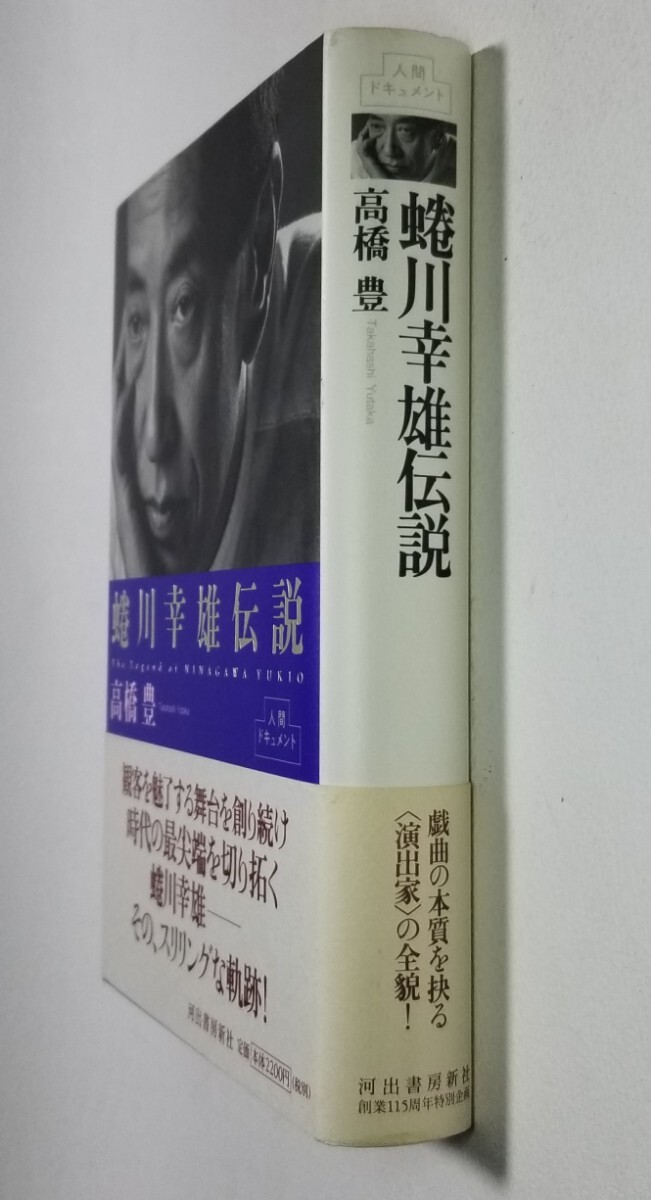 人間
ドキュメント
蜷川幸雄伝説
高橋 豊
Takahashi Yutaka
戯曲の本質を抉る
〈演出家〉の全貌!
河出書房新社
創業115周年特別企画
蜷川幸雄伝説
The Legend of NINAGAWA YUKIO
高橋 豊
Takahashi Yutaka
人間
ドキュメント
観客を魅了する舞台を創り続け
時代の最尖端を切り拓く
蜷川幸雄──
その、スリリングな軌跡!
河出書房新社 定価 本体2200円(税別)